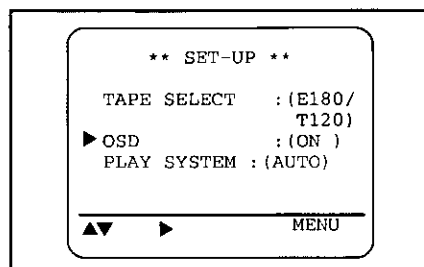 ** SET-UP **
TAPE SELECT :(E180/
T120)
▶OSD :(ON )
PLAY SYSTEM :(AUTO)
▲▼ ▶ MENU